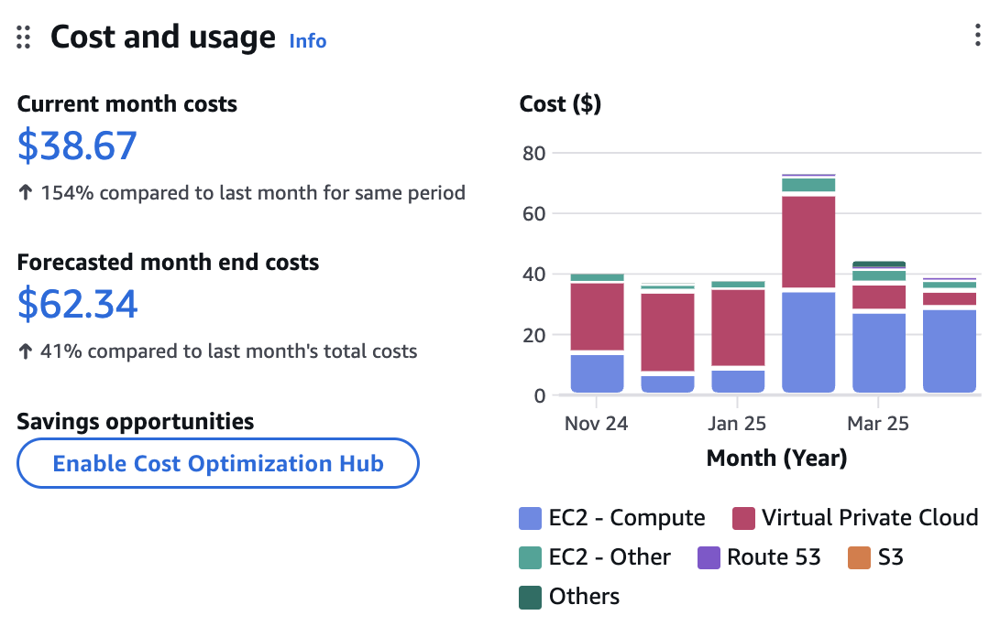 Cost and usage Info
Current month costs
$38.67
↑ 154% compared to last month for same period
Forecasted month end costs
$62.34
↑ 41% compared to last month's total costs
Savings opportunities
Enable Cost Optimization Hub
Cost ($)
80
60
40
20
0
Nov 24 Jan 25 Mar 25
Month (Year)
EC2 - Compute Virtual Private Cloud
EC2 - Other Route 53 S3
Others